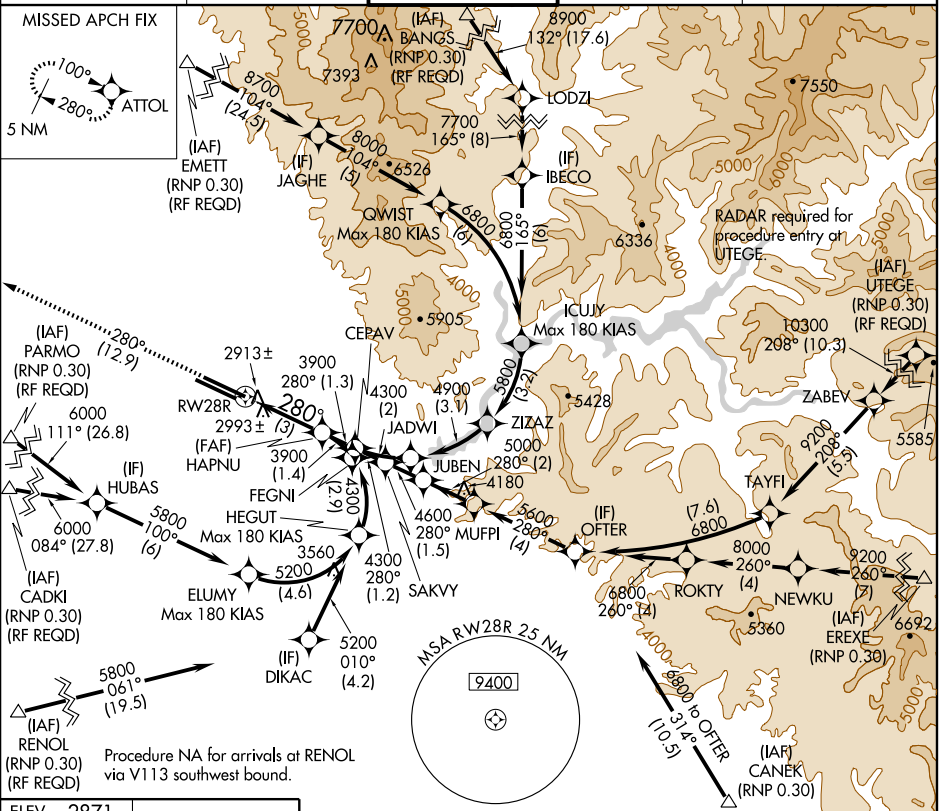 MISSED APCH FIX
100°
280°
ATTOL
5 NM
7700
7393
(IAF)
BANGS
(RNP 0.30)
(RF REQD)
8900
132° (17.6)
LODZI
7700
165° (8)
(IF)
IBECO
6800
165°
(6)
7550
5000
6000
8700
104°
(24.5)
(IAF)
EMETT
(RNP 0.30)
(RF REQD)
(IF)
JAGHE
8000
104°
(5)
6526
QWIST
Max 180 KIAS
6800
(6)
6336
4000
RADAR required for
procedure entry at
UTEGE.
5000
(IAF)
UTEGE
(RNP 0.30)
(RF REQD)
4000
5000
5905
ICUJY
Max 180 KIAS
10300
208° (10.3)
ZABEV
5585
9200
208°
(5.5)
TAYFI
280°
(12.9)
(IAF)
PARMO
(RNP 0.30)
(RF REQD)
2913±
RW28R
2993±
280°
(3)
3900
280° (1.3)
CEPAV
4300
(2)
JADWI
4900
(3.1)
5800
(3.2)
5428
ZIZAZ
(FAF)
HAPNU
3900
(1.4)
FEGNI
JUBEN
5000
280° (2)
4180
6000
111° (26.8)
(IF)
HUBAS
6000
084° (27.8)
5800
100°
(6)
(IAF)
CADKI
(RNP 0.30)
(RF REQD)
4300
(2.9)
HEGUT
Max 180 KIAS
4600
280°
(1.5)
MUFPI
5600
280°
(4)
(IF)
OFTER
(7.6)
6800
3560
5200
(4.6)
ELUMY
Max 180 KIAS
4300
280°
(1.2)
SAKVY
6800
260° (4)
ROKTY
8000
260°
(4)
NEWKU
9200
260°
(7)
(IAF)
EREXE
(RNP 0.30)
6692
5360
4000
5000
(IF)
DIKAC
5200
010°
(4.2)
5800
061°
(19.5)
(IAF)
RENOL
(RNP 0.30)
(RF REQD)
Procedure NA for arrivals at RENOL
via V113 southwest bound.
MSA RW28R 25 NM
9400
6800 to OFTER
314°
(10.5)
(IAF)
CANEK
(RNP 0.30)
ELEV 2871